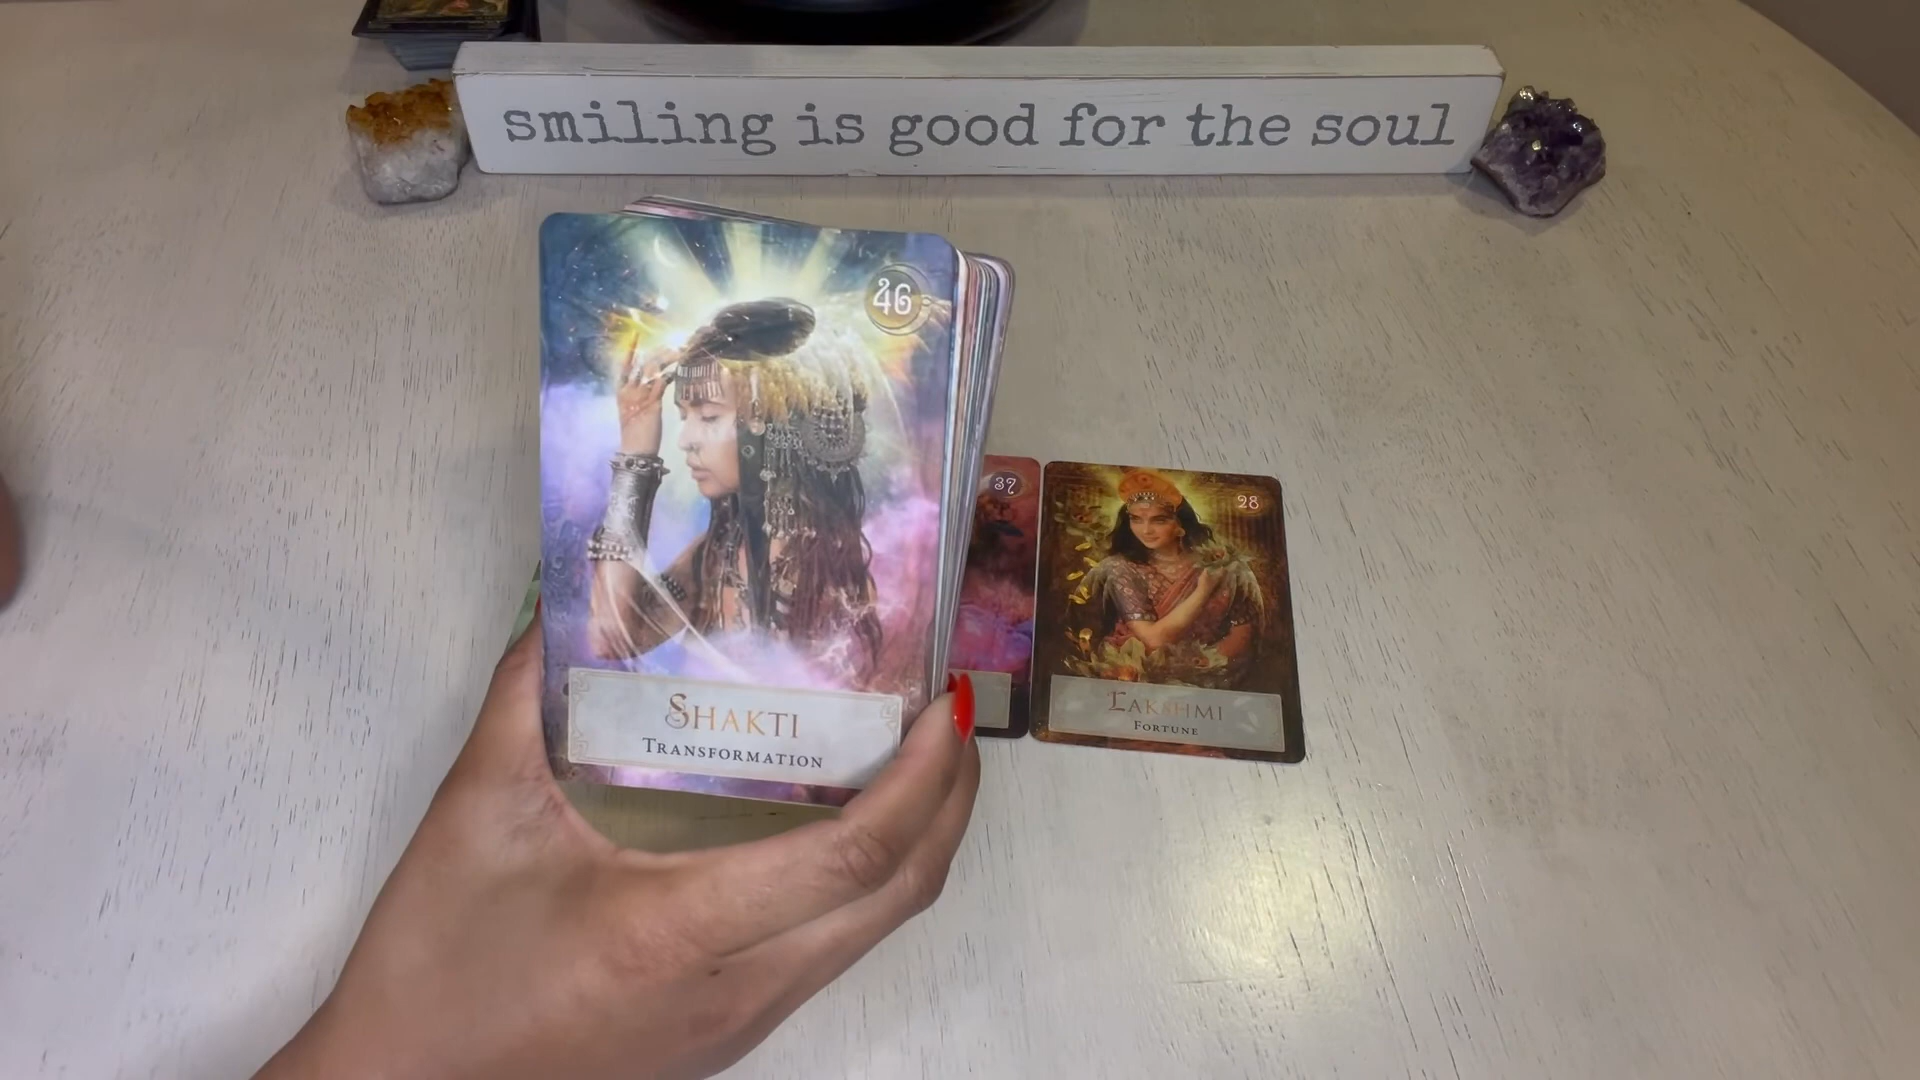 smiling is good for the soul
46
SHAKTI
TRANSFORMATION
37
28
LAKSHMI
FORTUNE